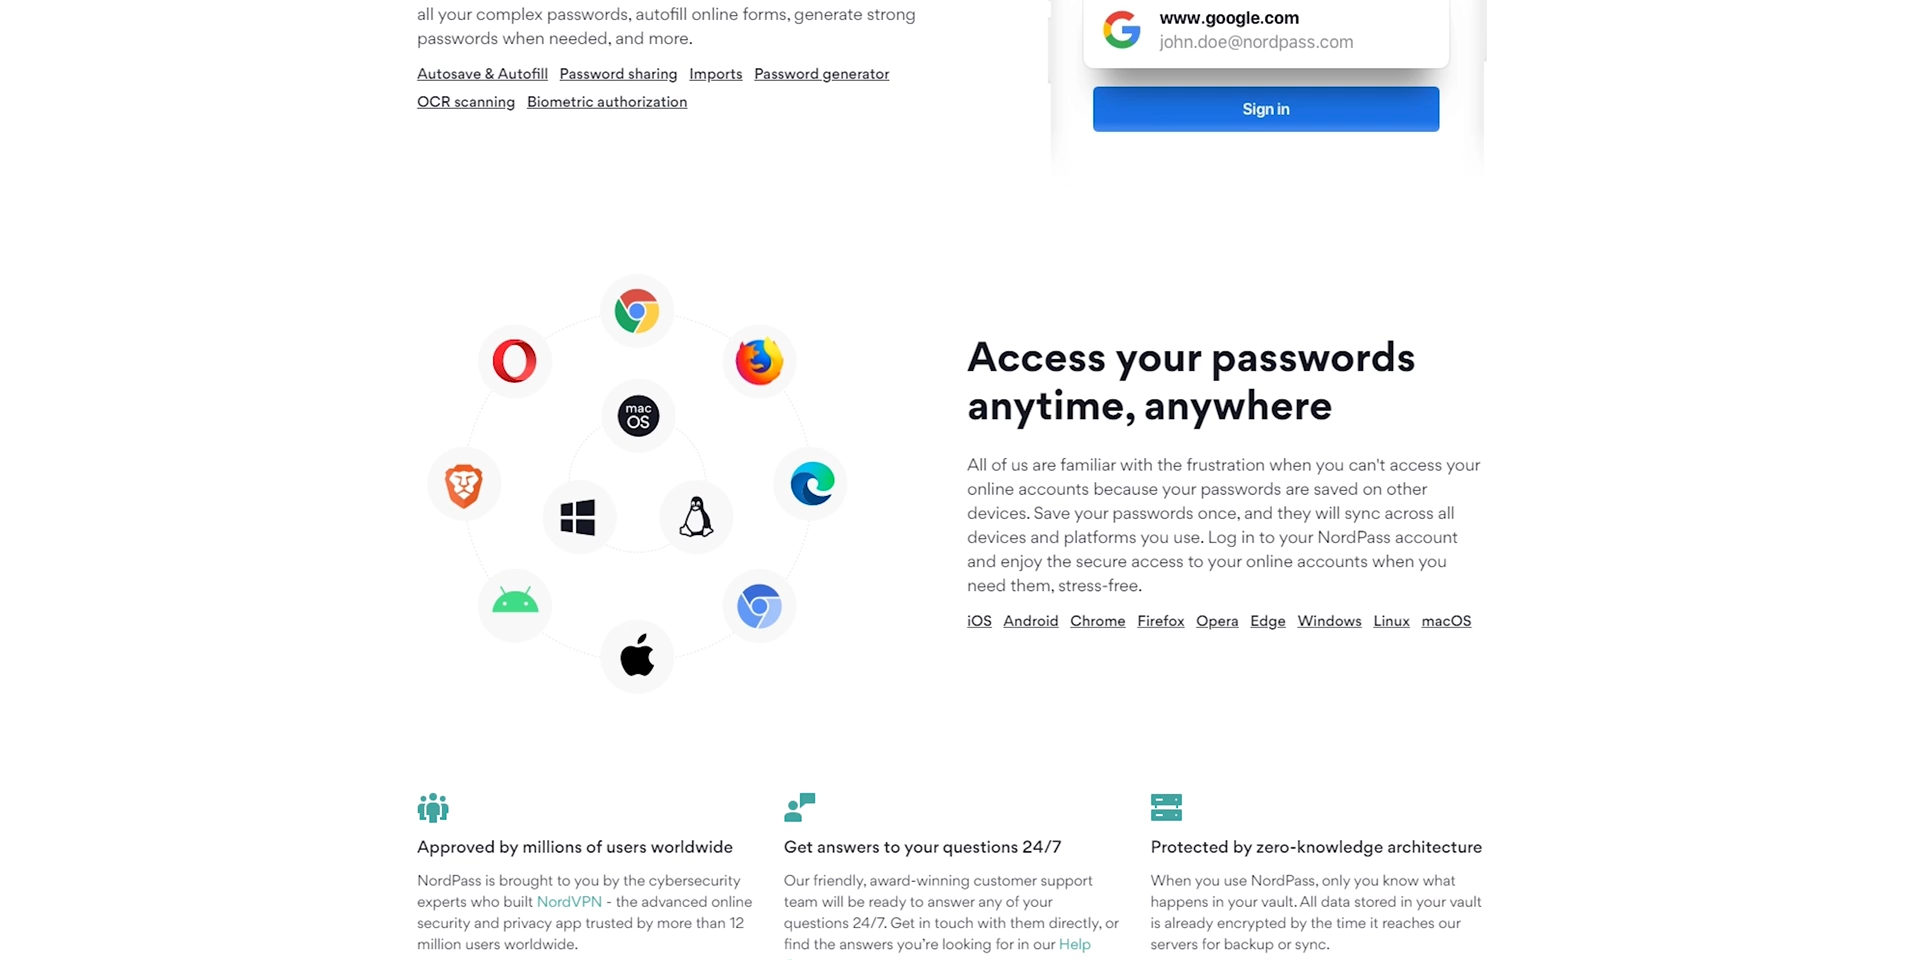 all your complex passwords, autofill online forms, generate strong
passwords when needed, and more.
Autosave & Autofill Password sharing Imports Password generator
OCR scanning Biometric authorization
www.google.com
john.doe@nordpass.com
Sign in
mac
OS
Access your passwords
anytime, anywhere
All of us are familiar with the frustration when you can't access your
online accounts because your passwords are saved on other
devices. Save your passwords once, and they will sync across all
devices and platforms you use. Log in to your NordPass account
and enjoy the secure access to your online accounts when you
need them, stress-free.
iOS Android Chrome Firefox Opera Edge Windows Linux macOS
Approved by millions of users worldwide
NordPass is brought to you by the cybersecurity
experts who built NordVPN - the advanced online
security and privacy app trusted by more than 12
million users worldwide.
Get answers to your questions 24/7
Our friendly, award-winning customer support
team will be ready to answer any of your
questions 24/7. Get in touch with them directly, or
find the answers you're looking for in our Help
Protected by zero-knowledge architecture
When you use NordPass, only you know what
happens in your vault. All data stored in your vault
is already encrypted by the time it reaches our
servers for backup or sync.